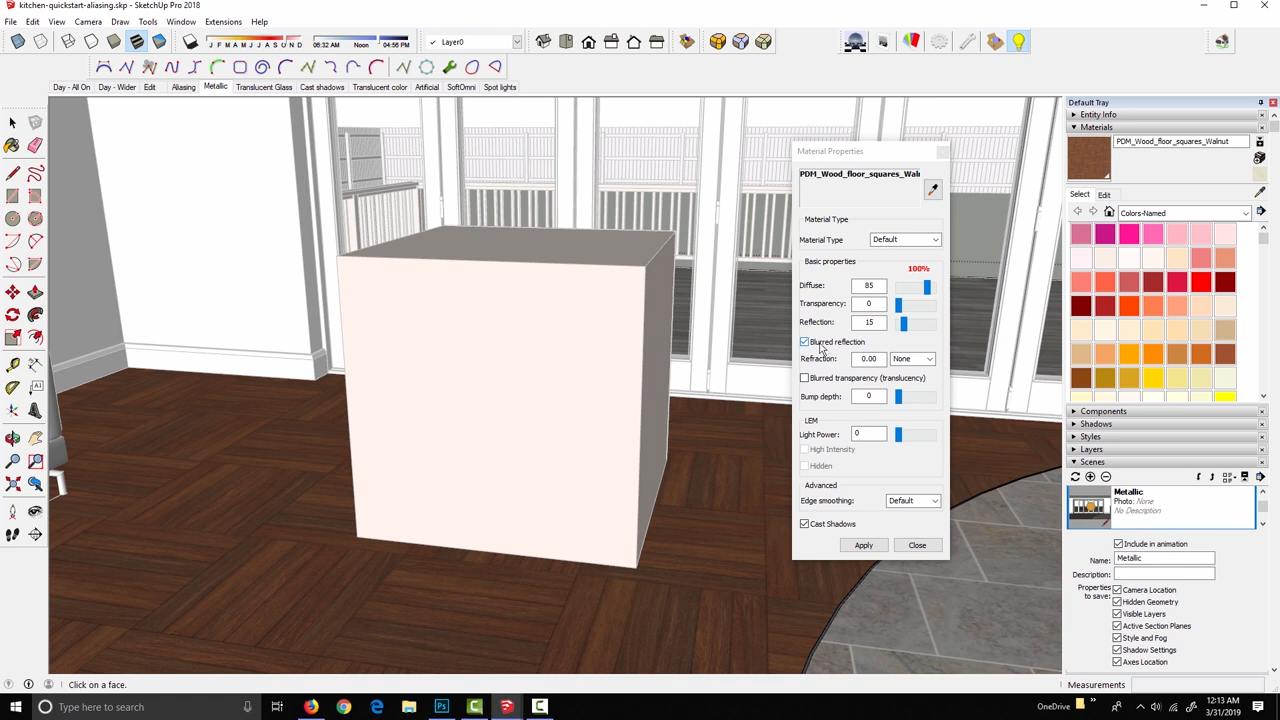 kitchen-quickstart-aliasing.skp - SketchUp Pro 2018
File Edit View Camera Draw Tools Window Extensions Help
J F M A M J J A S O N D 06:32 AM Noon 04:56 PM Layer0
Day - All On Day - Wider Edit Aliasing Metallic Translucent Glass Cast shadows Translucent color Artificial SoftOmni Spot lights
Default Tray
Entity Info
Materials
PDM_Wood_floor_squares_Walnut
Select Edit
Colors-Named
Material Properties
PDM_Wood_floor_squares_Waln
Material Type
Material Type Default
Basic properties
100%
Diffuse: 85
Transparency: 0
Reflection: 15
Blurred reflection
Refraction: 0.00 None
Blurred transparency (translucency)
Bump depth: 0
LEM
Light Power: 0
High Intensity
Hidden
Advanced
Edge smoothing: Default
Cast Shadows
Apply Close
Components
Shadows
Styles
Layers
Scenes
Metallic
Photo: None
No Description
Include in animation
Name: Metallic
Description:
Properties to save:
Camera Location
Hidden Geometry
Visible Layers
Active Section Planes
Style and Fog
Shadow Settings
Axes Location
Click on a face.
Measurements
Type here to search
OneDrive
12:13 AM
3/31/2019